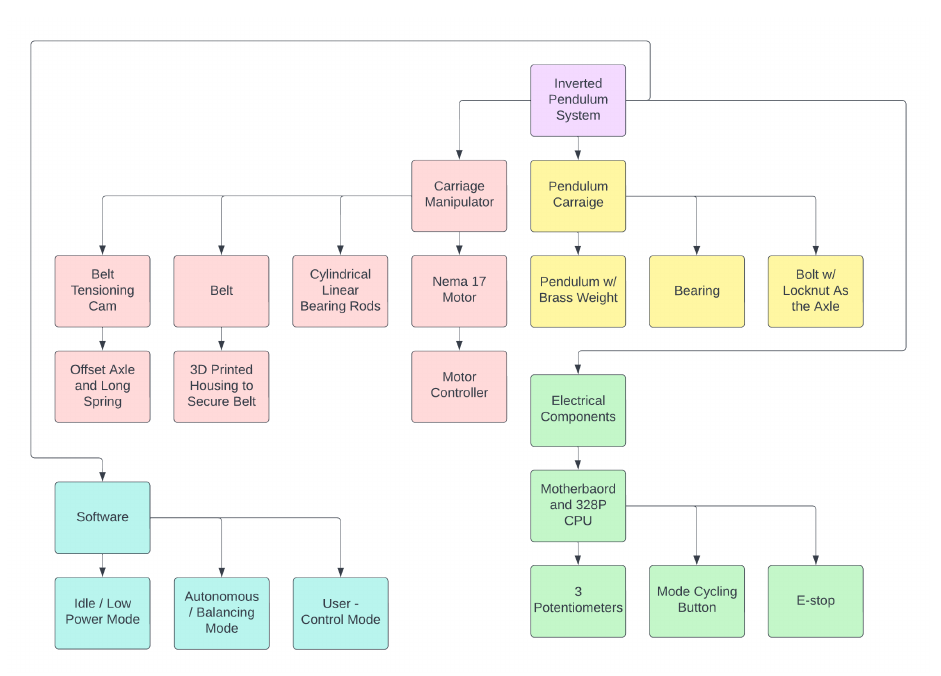 Inverted
Pendulum
System
Carriage
Manipulator
Pendulum
Carraige
Belt
Tensioning
Cam
Belt
Cylindrical
Linear
Bearing Rods
Nema 17
Motor
Pendulum w/
Brass Weight
Bearing
Bolt w/
Locknut As
the Axle
Offset Axle
and Long
Spring
3D Printed
Housing to
Secure Belt
Motor
Controller
Electrical
Components
Motherbaord
and 328P
CPU
Software
Idle / Low
Power Mode
Autonomous
/ Balancing
Mode
User -
Control Mode
3
Potentiometers
Mode Cycling
Button
E-stop